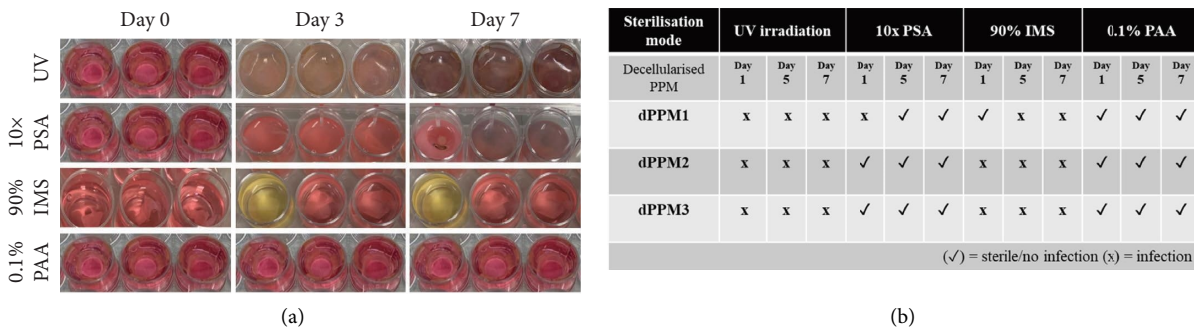 Day 0 Day 3 Day 7
UV
10×
PSA
90%
IMS
0.1%
PAA
(a)
Sterilisation mode UV irradiation 10x PSA 90% IMS 0.1% PAA
Decellularised PPM Day 1 Day 5 Day 7 Day 1 Day 5 Day 7 Day 1 Day 5 Day 7 Day 1 Day 5 Day 7
dPPM1 x x x x ✓ ✓ ✓ x x ✓ ✓ ✓
dPPM2 x x x ✓ ✓ ✓ x x x ✓ ✓ ✓
dPPM3 x x x ✓ ✓ ✓ x x x ✓ ✓ ✓
(✓) = sterile/no infection (x) = infection
(b)